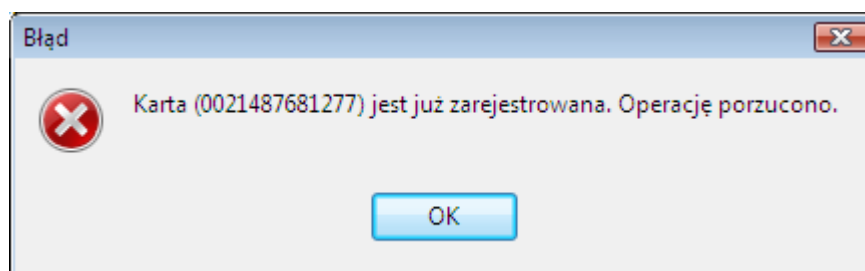 Błąd
Karta (0021487681277) jest już zarejestrowana. Operację porzucono.
OK